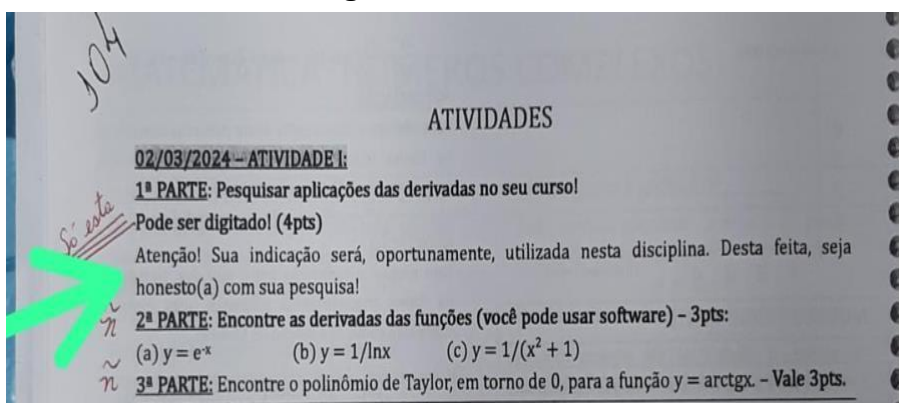 104
ATIVIDADES
02/03/2024 – ATIVIDADE I:
1ª PARTE: Pesquisar aplicações das derivadas no seu curso!
Só esta
Pode ser digitado! (4pts)
Atenção! Sua indicação será, oportunamente, utilizada nesta disciplina. Desta feita, seja
honesto(a) com sua pesquisa!
ñ 2ª PARTE: Encontre as derivadas das funções (você pode usar software) – 3pts:
(a) y = e⁻ˣ (b) y = 1/lnx (c) y = 1/(x² + 1)
ñ 3ª PARTE: Encontre o polinômio de Taylor, em torno de 0, para a função y = arctgx. – Vale 3pts.